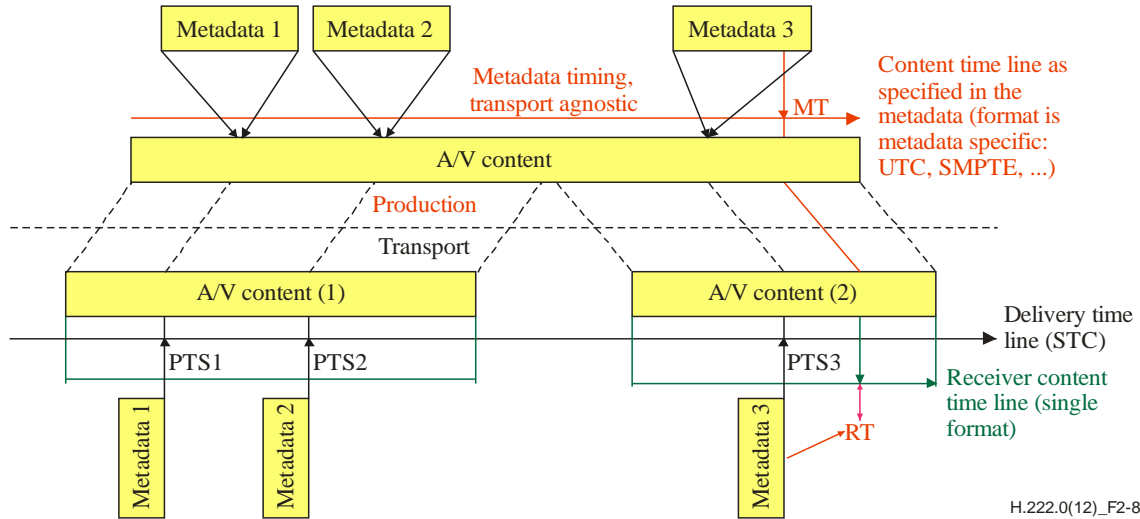 Metadata 1
Metadata 2
Metadata 3
Metadata timing,
transport agnostic
MT
Content time line as
specified in the
metadata (format is
metadata specific:
UTC, SMPTE, ...)
A/V content
Production
Transport
A/V content (1)
A/V content (2)
Delivery time
line (STC)
PTS1
PTS2
PTS3
Receiver content
time line (single
format)
Metadata 1
Metadata 2
Metadata 3
RT
H.222.0(12)_F2-8